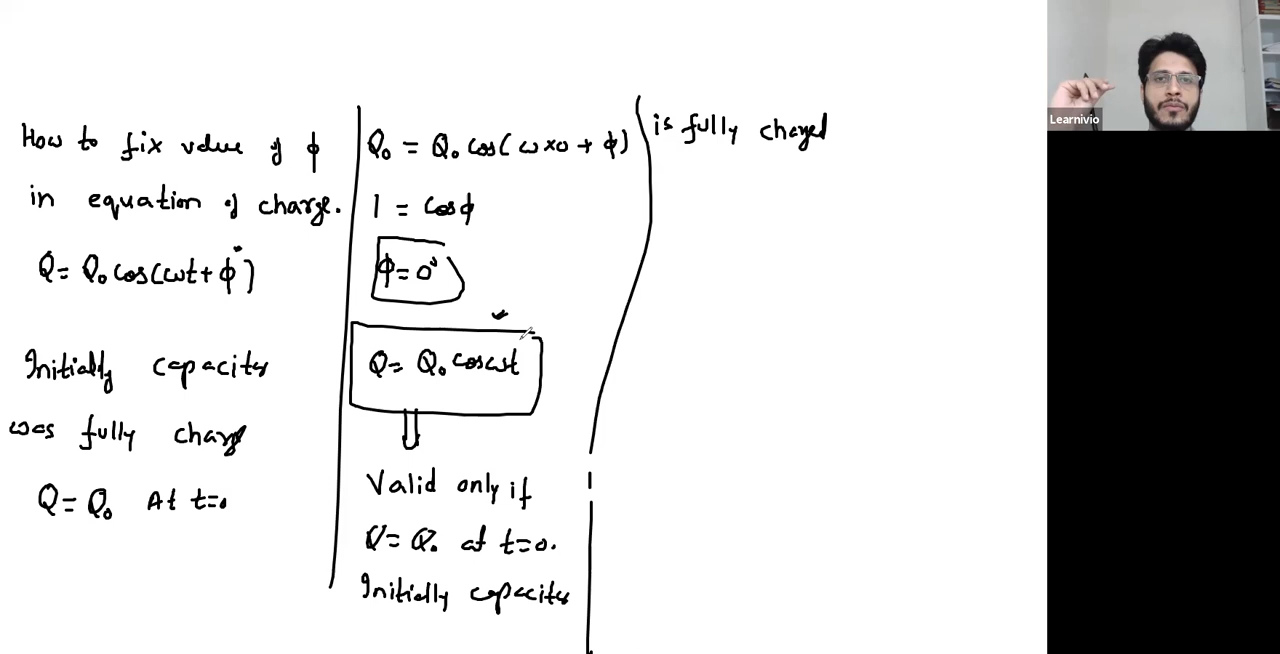 How to fix value of ϕ
in equation of charge.
Q = Q₀ cos(ωt + ϕ)
Initially capacitor
was fully charge
Q = Q₀ At t=0
Q₀ = Q₀ cos(ω×0 + ϕ)
1 = cosϕ
ϕ = 0°
Q = Q₀ cosωt
Valid only if
Q = Q₀ at t=0.
Initially capacitor
is fully charged
Learnivio